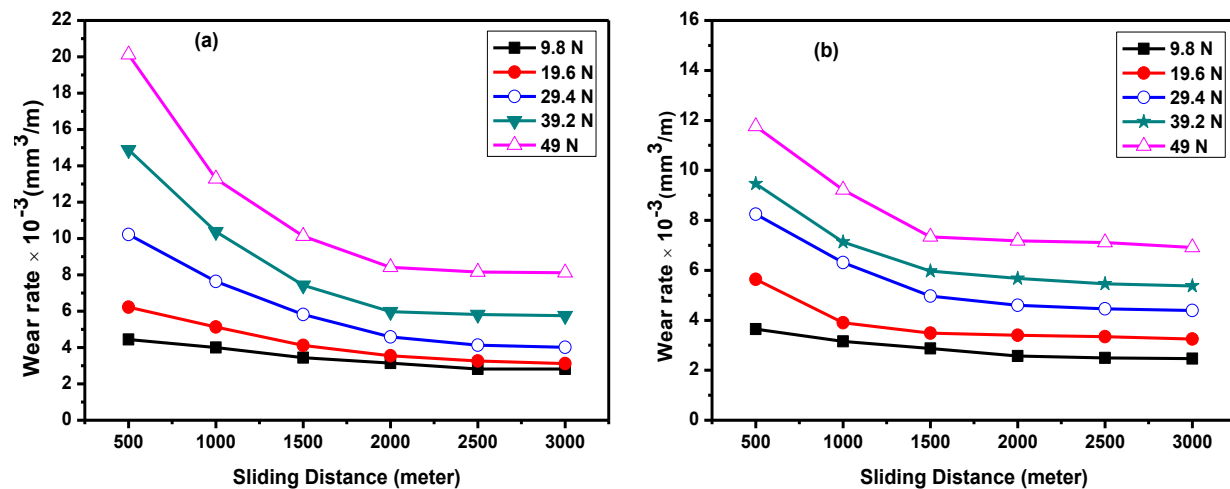 (a)
9.8 N
19.6 N
29.4 N
39.2 N
49 N
Wear rate × 10⁻³ (mm³/m)
22
20
18
16
14
12
10
8
6
4
2
0
500 1000 1500 2000 2500 3000
Sliding Distance (meter)
(b)
9.8 N
19.6 N
29.4 N
39.2 N
49 N
Wear rate × 10⁻³ (mm³/m)
16
14
12
10
8
6
4
2
0
500 1000 1500 2000 2500 3000
Sliding Distance (meter)